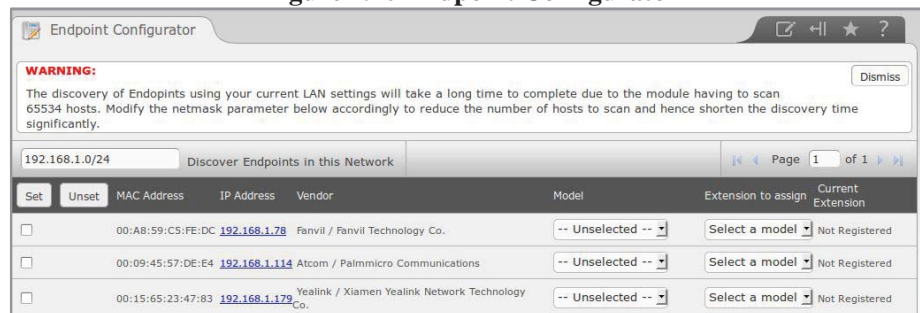 Endpoint Configurator
WARNING:
Dismiss
The discovery of Endopints using your current LAN settings will take a long time to complete due to the module having to scan
65534 hosts. Modify the netmask parameter below accordingly to reduce the number of hosts to scan and hence shorten the discovery time
significantly.
192.168.1.0/24 Discover Endpoints in this Network Page 1 of 1
Set Unset MAC Address IP Address Vendor Model Extension to assign Current Extension
00:A8:59:C5:FE:DC 192.168.1.78 Fanvil / Fanvil Technology Co. -- Unselected -- Select a model Not Registered
00:09:45:57:DE:E4 192.168.1.114 Atcom / Palmmicro Communications -- Unselected -- Select a model Not Registered
00:15:65:23:47:83 192.168.1.179 Yealink / Xiamen Yealink Network Technology Co. -- Unselected -- Select a model Not Registered